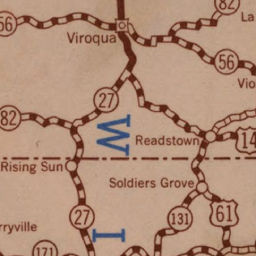 82
56
La
Viroqua
56
Vio
27
82
W
Readstown
14
Rising Sun
Soldiers Grove
27
131
61
rryville
I
171